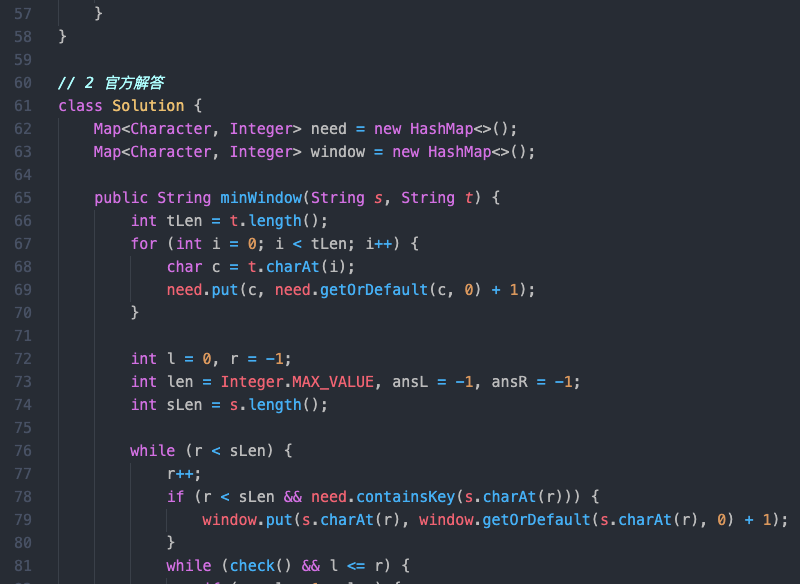 57 }
58 }
59
60 // 2 官方解答
61 class Solution {
62 Map<Character, Integer> need = new HashMap<>();
63 Map<Character, Integer> window = new HashMap<>();
64
65 public String minWindow(String s, String t) {
66 int tLen = t.length();
67 for (int i = 0; i < tLen; i++) {
68 char c = t.charAt(i);
69 need.put(c, need.getOrDefault(c, 0) + 1);
70 }
71
72 int l = 0, r = -1;
73 int len = Integer.MAX_VALUE, ansL = -1, ansR = -1;
74 int sLen = s.length();
75
76 while (r < sLen) {
77 r++;
78 if (r < sLen && need.containsKey(s.charAt(r))) {
79 window.put(s.charAt(r), window.getOrDefault(s.charAt(r), 0) + 1);
80 }
81 while (check() && l <= r) {